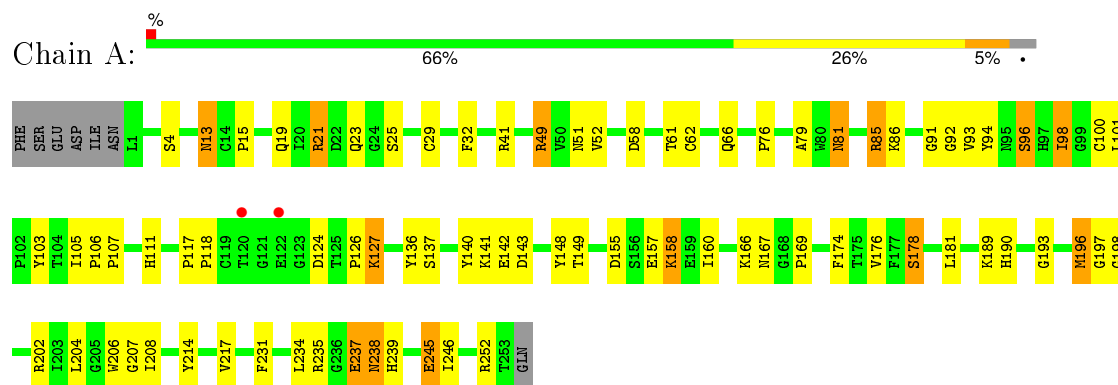 %
Chain A:
66% 26% 5% •
PHE SER GLU ASP ILE ASN L1 S4 N13 C14 P15 Q19 I20 R21 D22 Q23 G24 S25 C29 F32 R41 R49 V50 N51 V52 D58 T61 C62 Q66 P76 A79 W80 N81 R85 K86 G91 G92 V93 Y94 N95 S96 H97 I98 G99 C100 L101
P102 Y103 T104 I105 P106 P107 H111 P117 P118 C119 T120 G121 E122 G123 D124 T125 P126 K127 Y136 S137 Y140 K141 E142 D143 Y148 T149 D155 S156 E157 K158 E159 I160 K166 N167 G168 P169 F174 T175 V176 F177 S178 L181 K189 H190 G193 M196 G197
R202 I203 L204 G205 W206 G207 I208 Y214 V217 F231 L234 R235 G236 E237 N238 H239 E245 I246 R252 T253 GLN